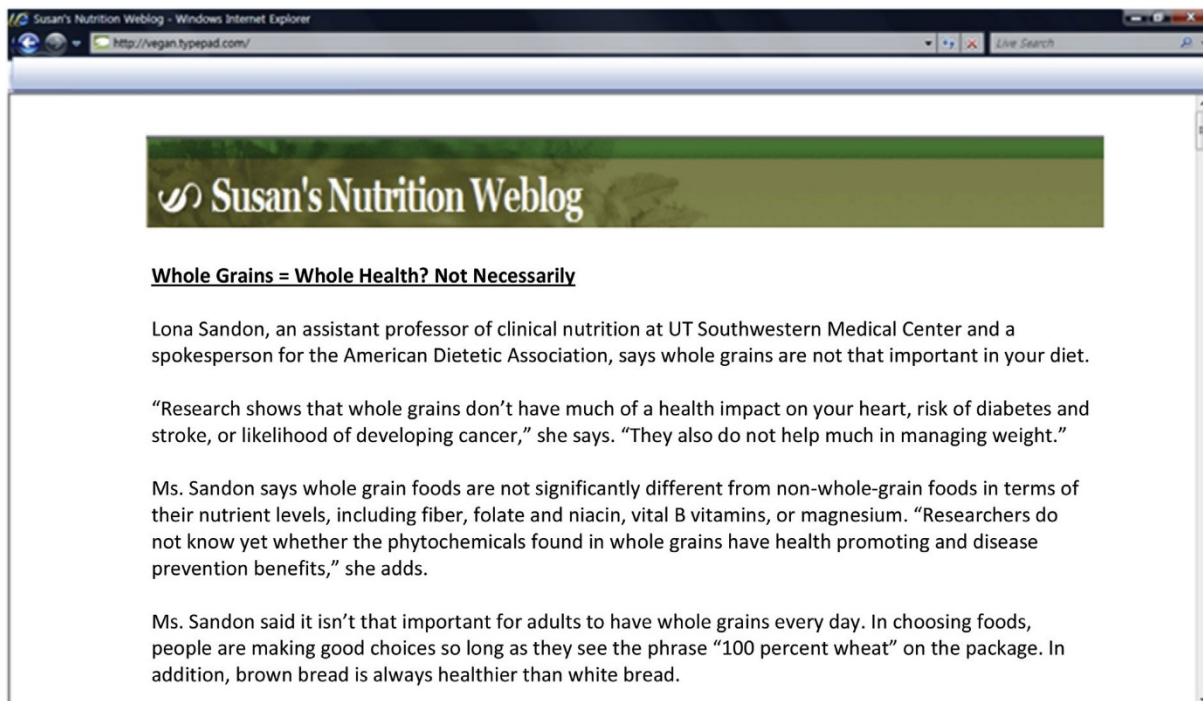 Susan's Nutrition Weblog - Windows Internet Explorer
http://vegan.typepad.com/
Live Search
Susan's Nutrition Weblog
Whole Grains = Whole Health? Not Necessarily
Lona Sandon, an assistant professor of clinical nutrition at UT Southwestern Medical Center and a
spokesperson for the American Dietetic Association, says whole grains are not that important in your diet.
“Research shows that whole grains don’t have much of a health impact on your heart, risk of diabetes and
stroke, or likelihood of developing cancer,” she says. “They also do not help much in managing weight.”
Ms. Sandon says whole grain foods are not significantly different from non-whole-grain foods in terms of
their nutrient levels, including fiber, folate and niacin, vital B vitamins, or magnesium. “Researchers do
not know yet whether the phytochemicals found in whole grains have health promoting and disease
prevention benefits,” she adds.
Ms. Sandon said it isn’t that important for adults to have whole grains every day. In choosing foods,
people are making good choices so long as they see the phrase “100 percent wheat” on the package. In
addition, brown bread is always healthier than white bread.